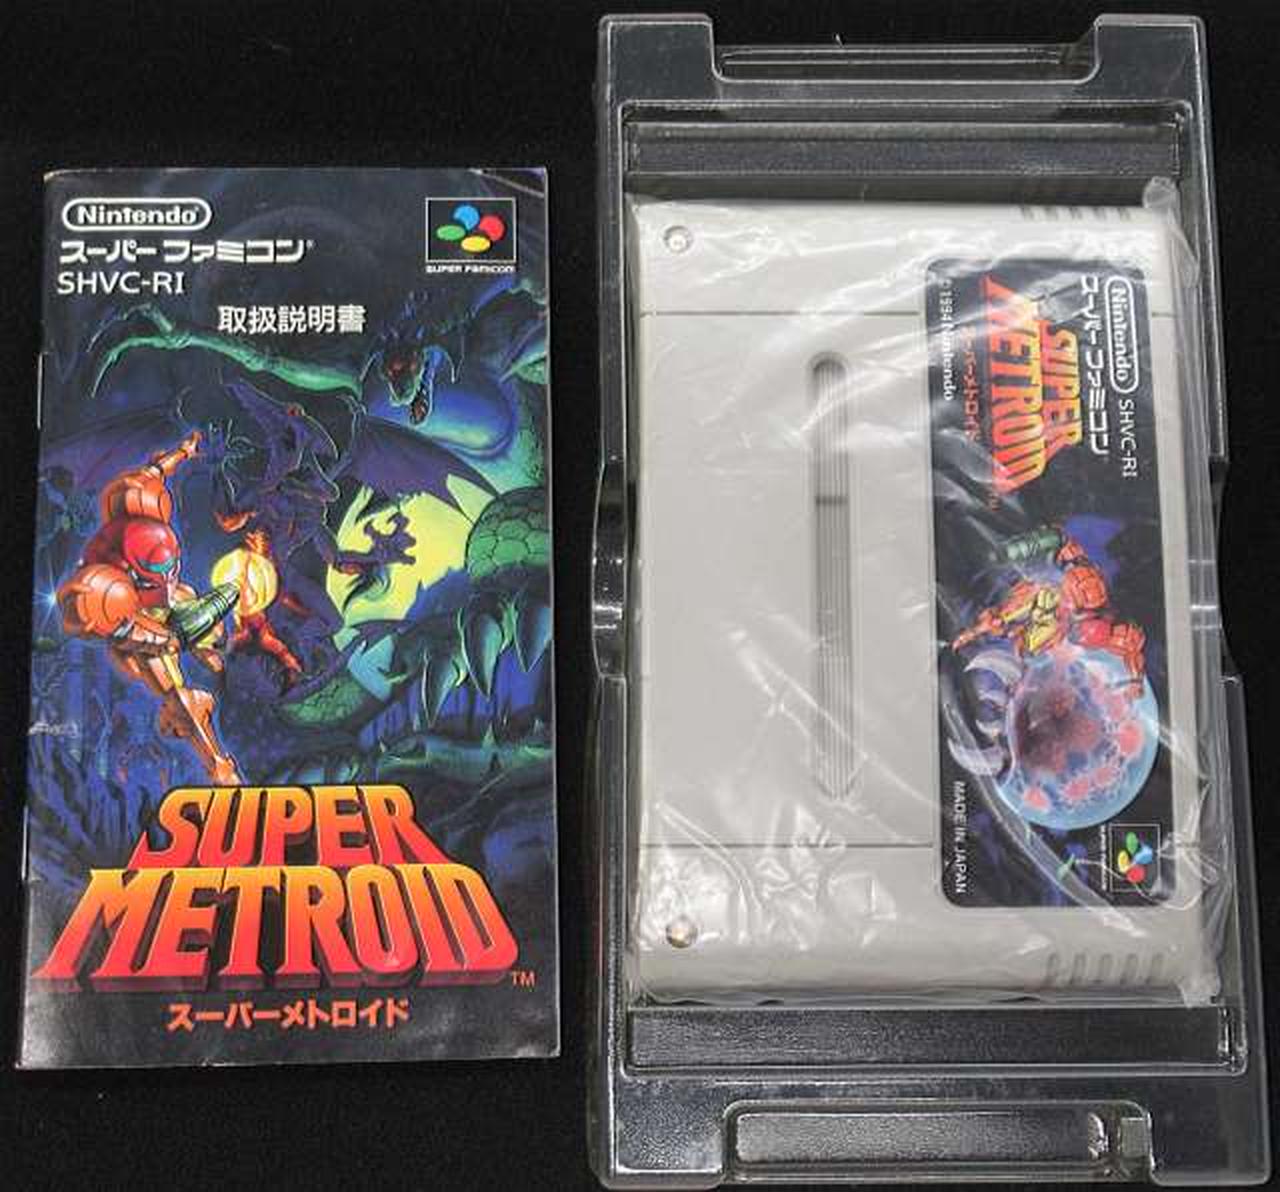 Nintendo
スーパーファミコン®
SHVC-RI
取扱説明書
SUPER FAMICOM
SUPER
METROID
TM
スーパーメトロイド
Nintendo SHVC-RI
スーパーファミコン
SUPER
METROID
スーパーメトロイド
©1994 Nintendo
MADE IN JAPAN